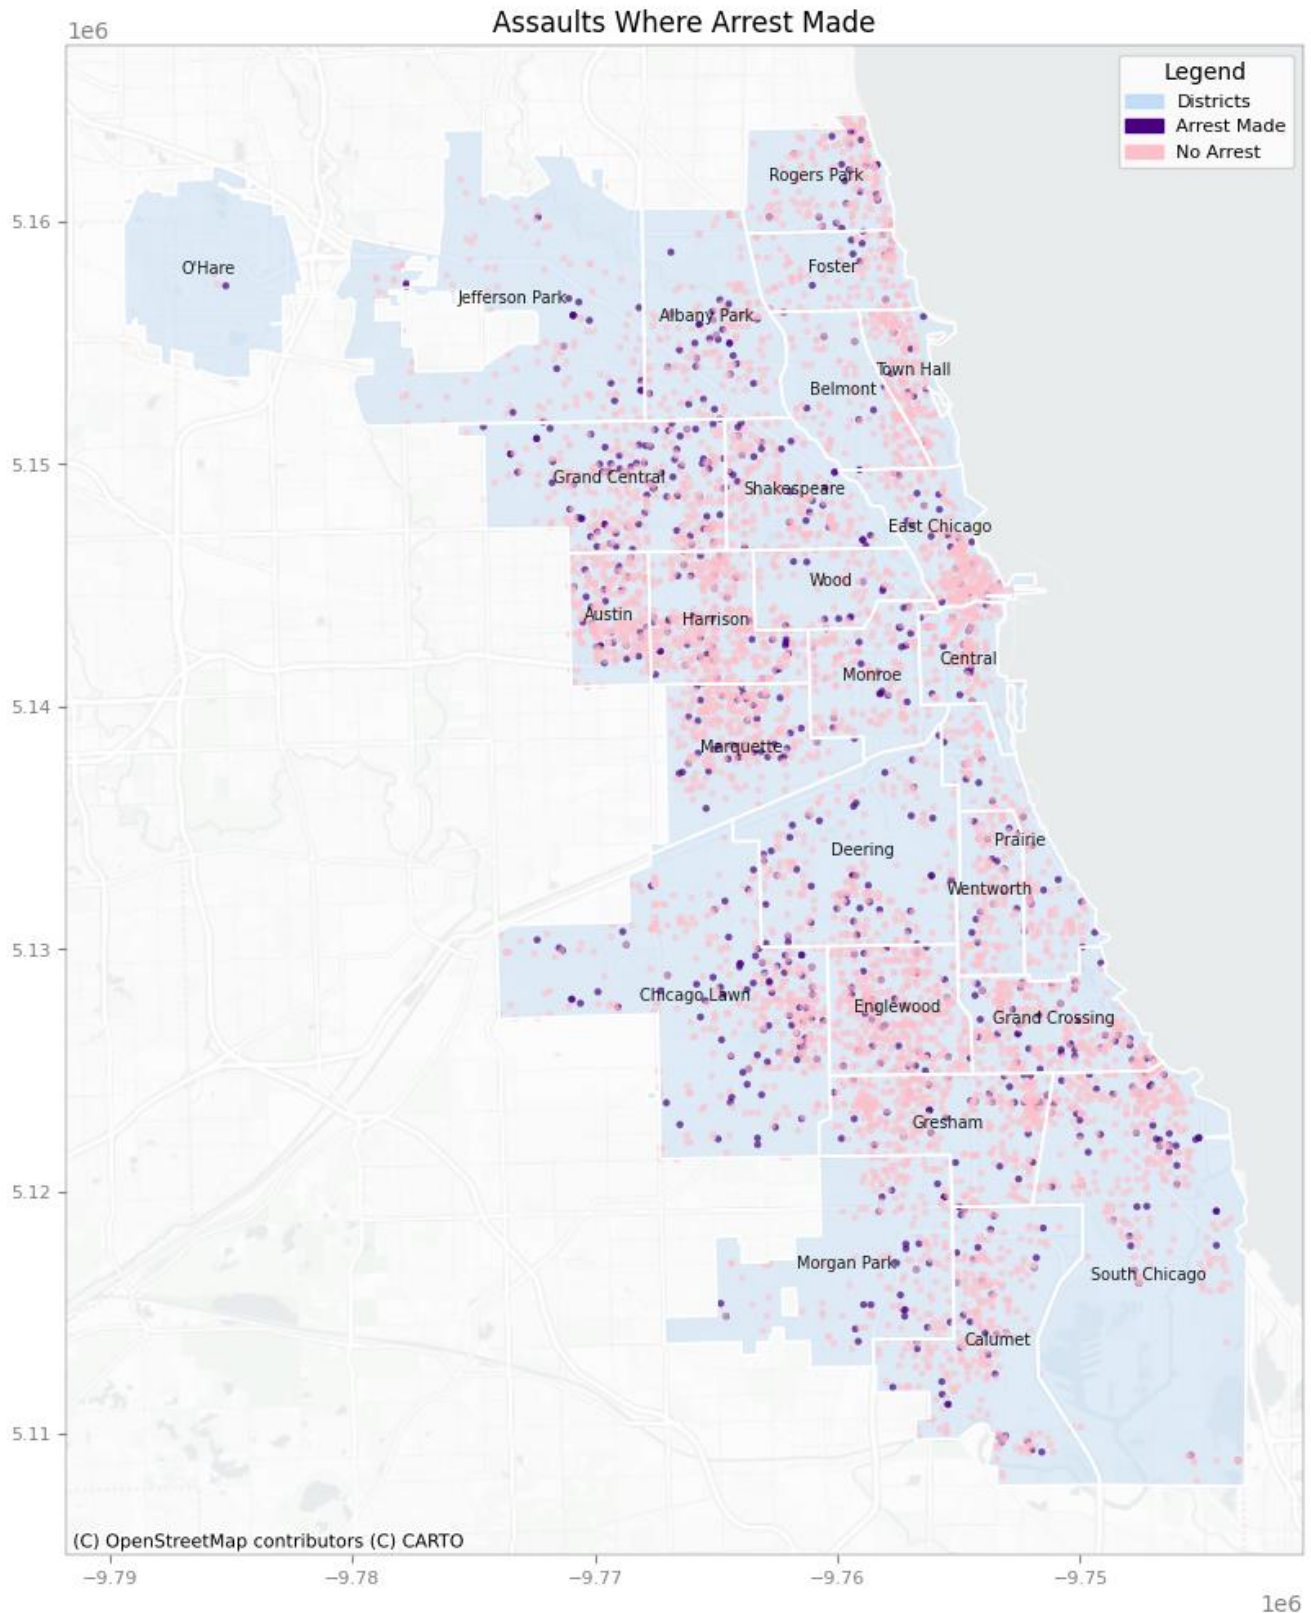 Assaults Where Arrest Made
1e6
Legend
Districts
Arrest Made
No Arrest
Rogers Park
5.16
O'Hare
Foster
Jefferson Park
Albany Park
Town Hall
Belmont
5.15
Grand Central
Shakespeare
East Chicago
Wood
Austin
Harrison
Central
Monroe
5.14
Marquette
Prairie
Deering
Wentworth
5.13
Chicago Lawn
Englewood
Grand Crossing
Gresham
5.12
Morgan Park
South Chicago
Calumet
5.11
(C) OpenStreetMap contributors (C) CARTO
−9.79
−9.78
−9.77
−9.76
−9.75
1e6